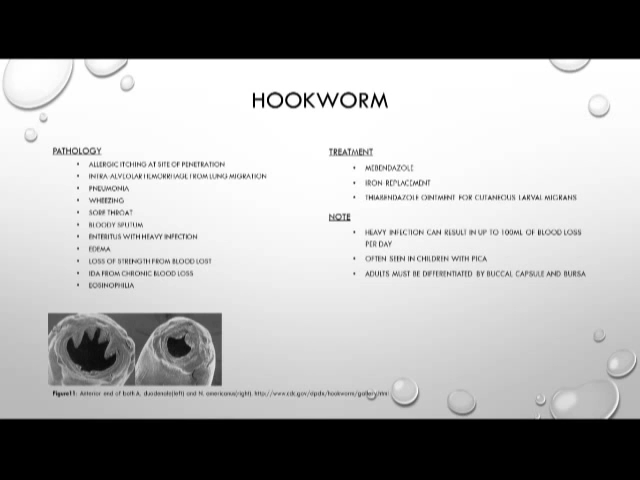 HOOKWORM
PATHOLOGY
• ALLERGIC ITCHING AT SITE OF PENETRATION
• INTRA-ALVEOLAR HEMORRHAGE FROM LUNG MIGRATION
• PNEUMONIA
• WHEEZING
• SORE THROAT
• BLOODY SPUTUM
• ENTERITUS WITH HEAVY INFECTION
• EDEMA
• LOSS OF STRENGTH FROM BLOOD LOST
• IDA FROM CHRONIC BLOOD LOSS
• EOSINOPHILIA
TREATMENT
• MEBENDAZOLE
• IRON REPLACEMENT
• THIABENDAZOLE OINTMENT FOR CUTANEOUS LARVAL MIGRANS
NOTE
• HEAVY INFECTION CAN RESULT IN UP TO 100ML OF BLOOD LOSS
PER DAY
• OFTEN SEEN IN CHILDREN WITH PICA
• ADULTS MUST BE DIFFERENTIATED BY BUCCAL CAPSULE AND BURSA
Figure11: Anterior end of both A. duodenale(left) and N. americanus(right). http://www.cdc.gov/dpdx/hookworm/gallery.html